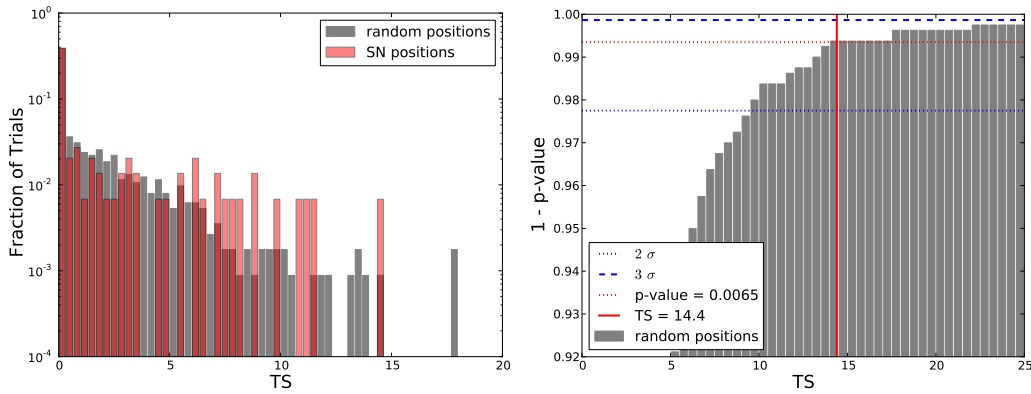 10⁰
10⁻¹
10⁻²
10⁻³
10⁻⁴
Fraction of Trials
random positions
SN positions
0 5 10 15 20
TS
1.00
0.99
0.98
0.97
0.96
0.95
0.94
0.93
0.92
1 - p-value
2 σ
3 σ
p-value = 0.0065
TS = 14.4
random positions
0 5 10 15 20 25
TS